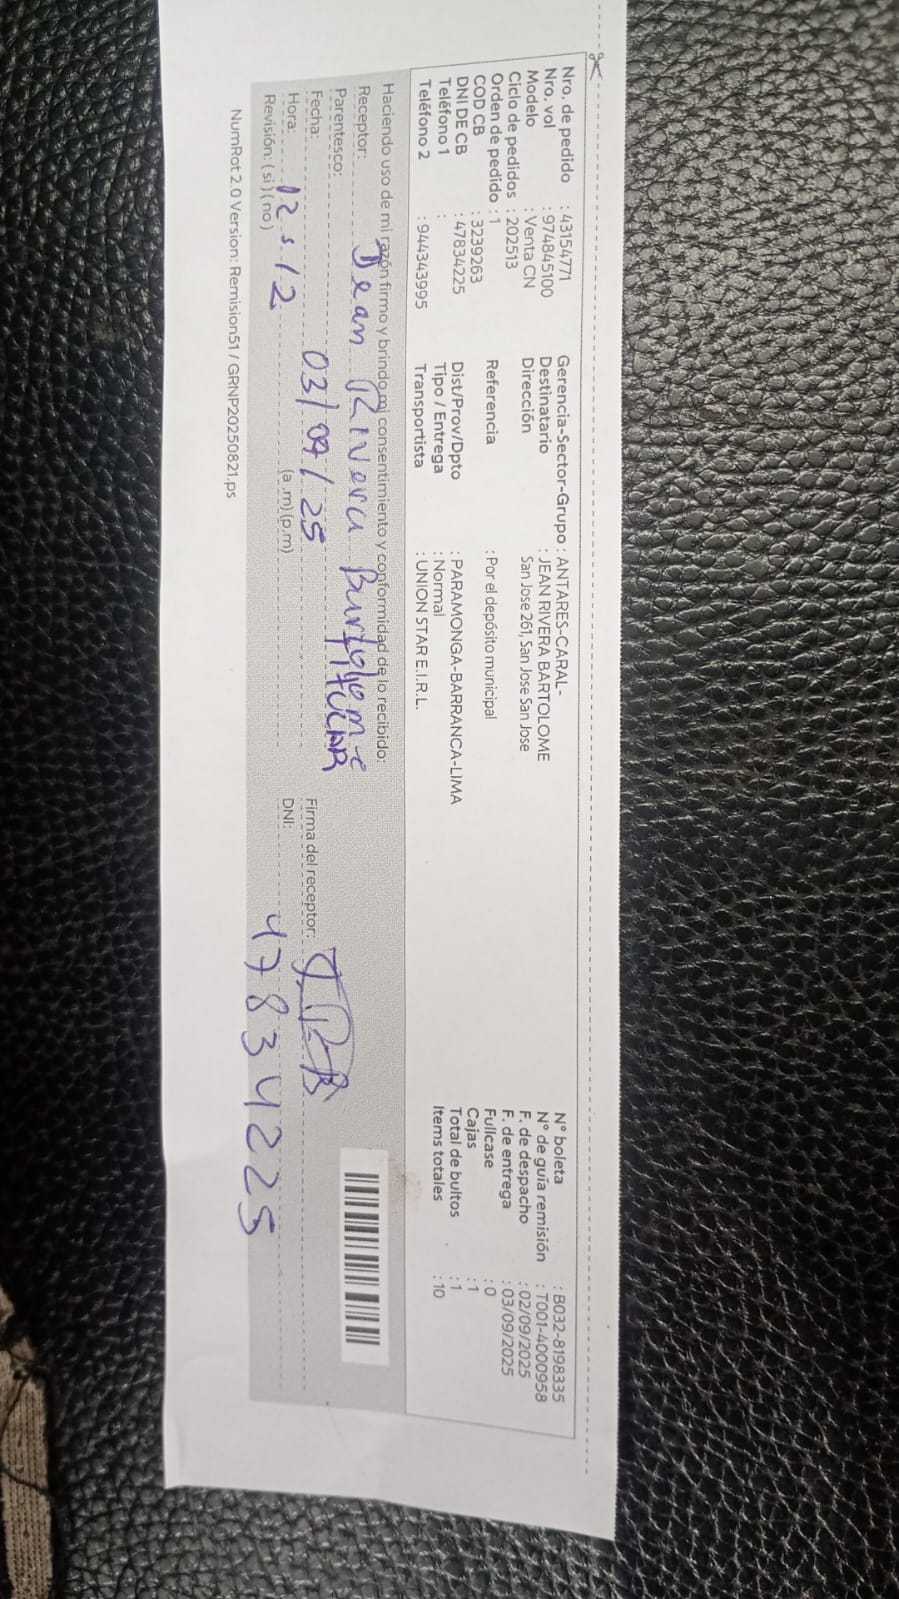 Nro. de pedido : 43154771
Nro. vol : 974845100
Modelo : Venta CN
Ciclo de pedidos : 202513
Orden de pedido : 1
COD CB : 3239263
DNI DE CB : 47834225
Teléfono 1 :
Teléfono 2 : 944343995
Gerencia-Sector-Grupo : ANTARES-CARAL-
Destinatario : JEAN RIVERA BARTOLOME
Dirección San Jose 261, San Jose San Jose
Referencia : Por el depósito municipal
Dist/Prov/Dpto : PARAMONGA-BARRANCA-LIMA
Tipo / Entrega : Normal
Transportista : UNION STAR E.I.R.L.
N° boleta : B032-8198335
N° de guía remisión : T001-4000958
F. de despacho : 02/09/2025
F. de entrega : 03/09/2025
Fullcase : 0
Cajas : 1
Total de bultos : 1
Items totales : 10
Haciendo uso de mi razón firmo y brindo mi consentimiento y conformidad de lo recibido:
Receptor: Jean Rivera Bartolome
Parentesco: TITULAR
Fecha: 03/09/25
Hora: 12:12 (a.m) (p.m)
Revisión: (si) (no)
Firma del receptor: JRB
DNI: 47834225
NumRot 2.0 Version: Remision51 / GRNP20250821.ps